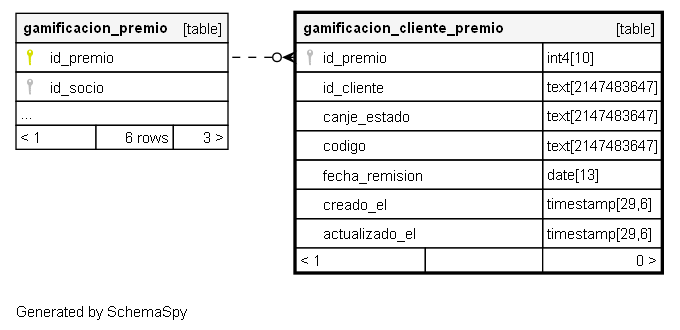 gamificacion_premio [table]
id_premio
id_socio
...
< 1 6 rows 3 >
gamificacion_cliente_premio [table]
id_premio int4[10]
id_cliente text[2147483647]
canje_estado text[2147483647]
codigo text[2147483647]
fecha_remision date[13]
creado_el timestamp[29,6]
actualizado_el timestamp[29,6]
< 1 0 >
Generated by SchemaSpy